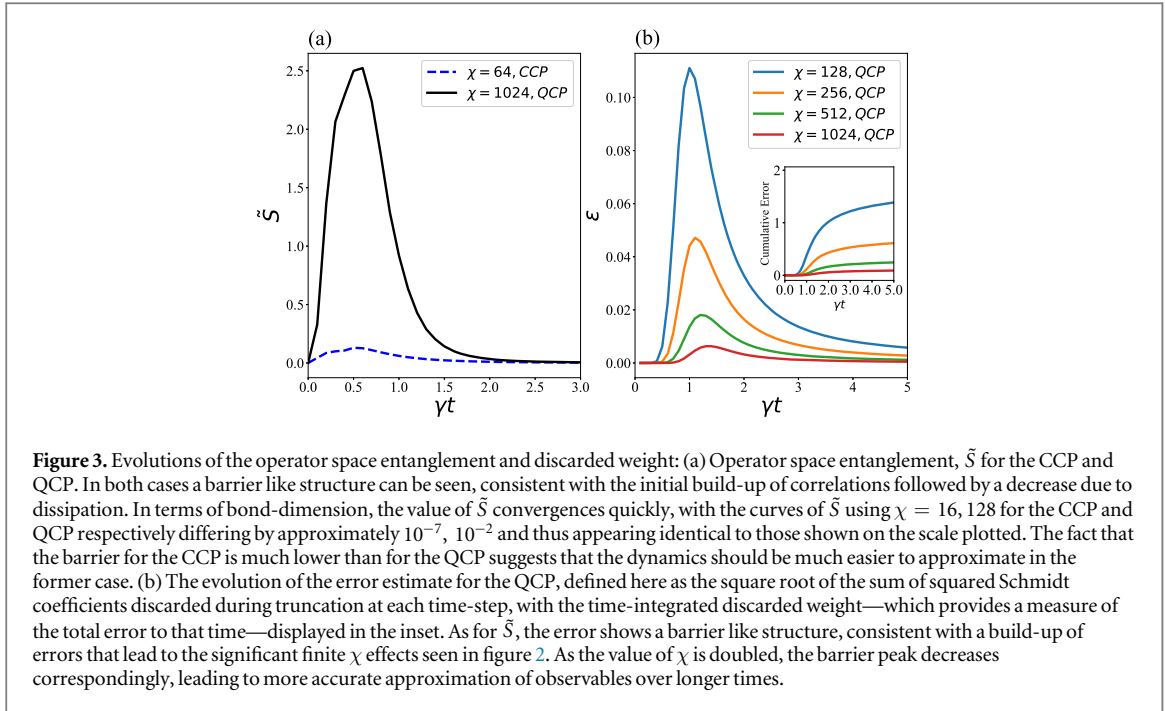 (a)
(b)
2.5
2.0
1.5
1.0
0.5
0.0
S̃
0.0 0.5 1.0 1.5 2.0 2.5 3.0
γt
χ = 64, CCP
χ = 1024, QCP
0.10
0.08
0.06
0.04
0.02
0.00
ε
0 1 2 3 4 5
γt
χ = 128, QCP
χ = 256, QCP
χ = 512, QCP
χ = 1024, QCP
2
1
0
Cumulative Error
0.0 1.0 2.0 3.0 4.0 5.0
γt
Figure 3. Evolutions of the operator space entanglement and discarded weight: (a) Operator space entanglement, S̃ for the CCP and
QCP. In both cases a barrier like structure can be seen, consistent with the initial build-up of correlations followed by a decrease due to
dissipation. In terms of bond-dimension, the value of S̃ convergences quickly, with the curves of S̃ using χ = 16, 128 for the CCP and
QCP respectively differing by approximately 10⁻⁷, 10⁻² and thus appearing identical to those shown on the scale plotted. The fact that
the barrier for the CCP is much lower than for the QCP suggests that the dynamics should be much easier to approximate in the
former case. (b) The evolution of the error estimate for the QCP, defined here as the square root of the sum of squared Schmidt
coefficients discarded during truncation at each time-step, with the time-integrated discarded weight—which provides a measure of
the total error to that time—displayed in the inset. As for S̃, the error shows a barrier like structure, consistent with a build-up of
errors that lead to the significant finite χ effects seen in figure 2. As the value of χ is doubled, the barrier peak decreases
correspondingly, leading to more accurate approximation of observables over longer times.